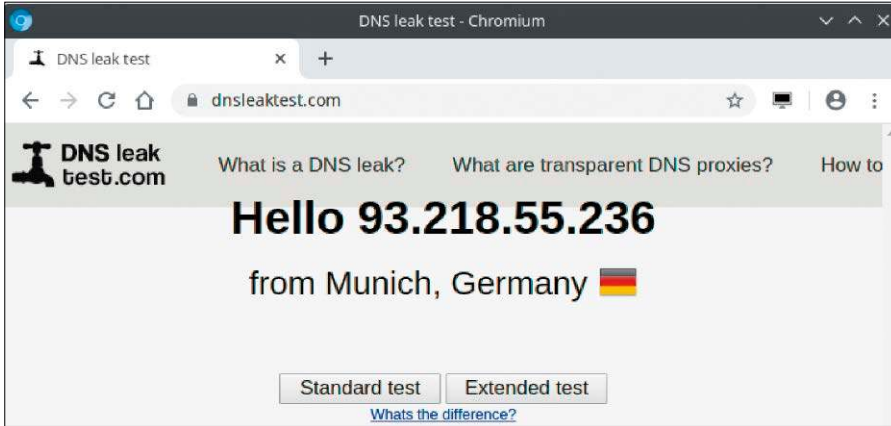 DNS leak test - Chromium
DNS leak test
dnsleaktest.com
DNS leak
test.com
What is a DNS leak? What are transparent DNS proxies? How to
Hello 93.218.55.236
from Munich, Germany
Standard test Extended test
Whats the difference?